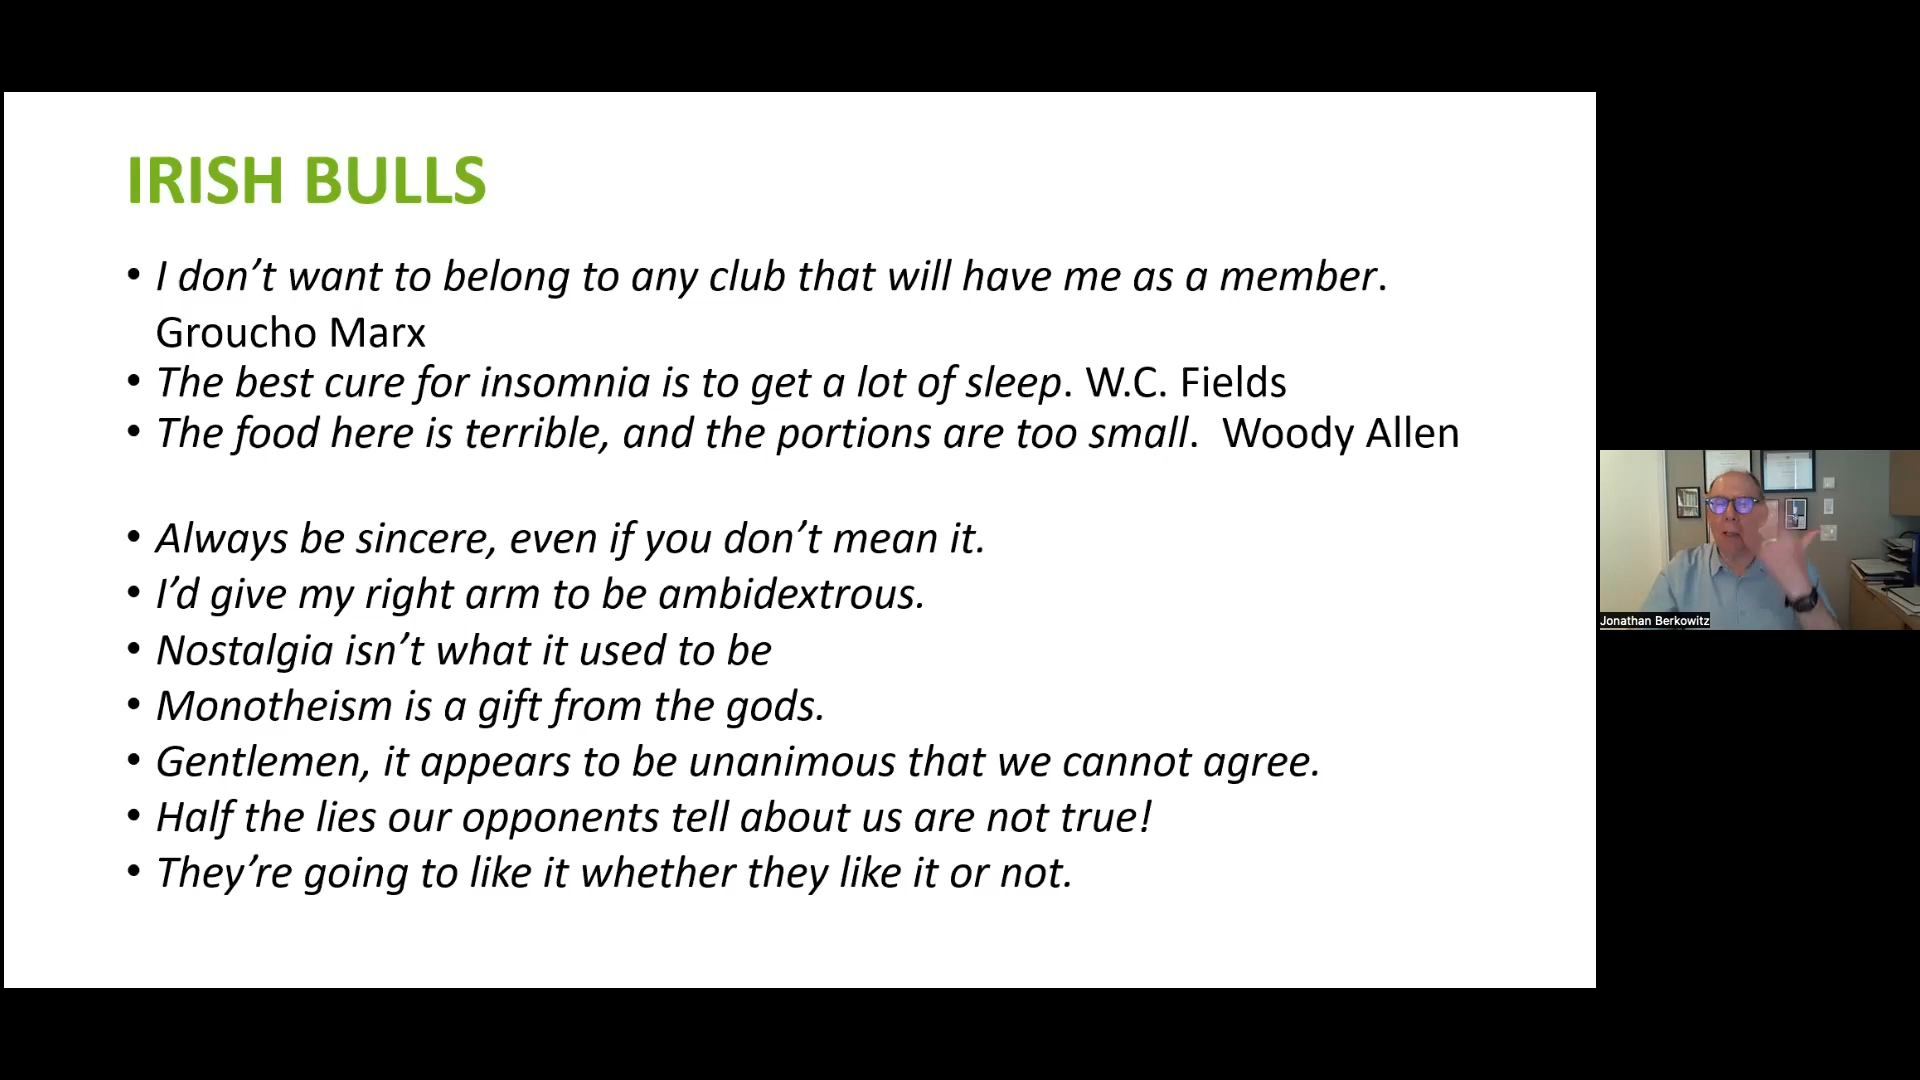 IRISH BULLS
• I don’t want to belong to any club that will have me as a member.
Groucho Marx
• The best cure for insomnia is to get a lot of sleep. W.C. Fields
• The food here is terrible, and the portions are too small.  Woody Allen
• Always be sincere, even if you don’t mean it.
• I’d give my right arm to be ambidextrous.
• Nostalgia isn’t what it used to be
• Monotheism is a gift from the gods.
• Gentlemen, it appears to be unanimous that we cannot agree.
• Half the lies our opponents tell about us are not true!
• They’re going to like it whether they like it or not.
Jonathan Berkowitz